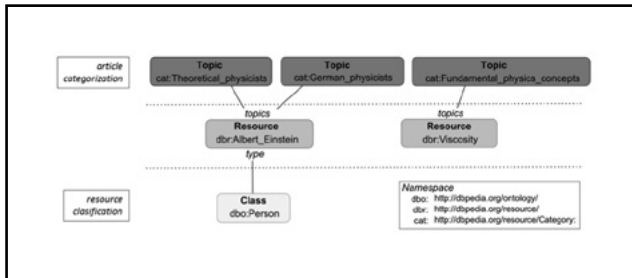 article
categorization
Topic
cat:Theoretical_physicists
Topic
cat:German_physicists
Topic
cat:Fundamental_physics_concepts
topics
topics
Resource
dbr:Albert_Einstein
Resource
dbr:Viscosity
type
resource
clasification
Class
dbo:Person
Namespace
dbo: http://dbpedia.org/ontology/
dbr: http://dbpedia.org/resource/
cat: http://dbpedia.org/resource/Category: